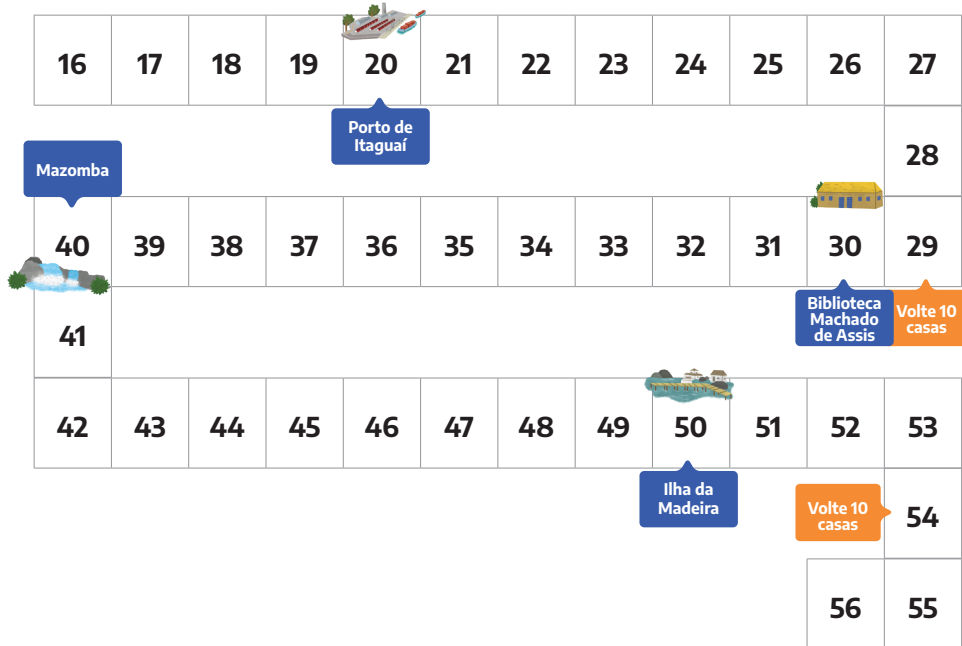 16 17 18 19 20 21 22 23 24 25 26 27
Porto de
Itaguaí
28
Mazomba
40 39 38 37 36 35 34 33 32 31 30 29
Biblioteca
Machado
de Assis
Volte 10
casas
41
42 43 44 45 46 47 48 49 50 51 52 53
Ilha da
Madeira
Volte 10
casas
54
56 55